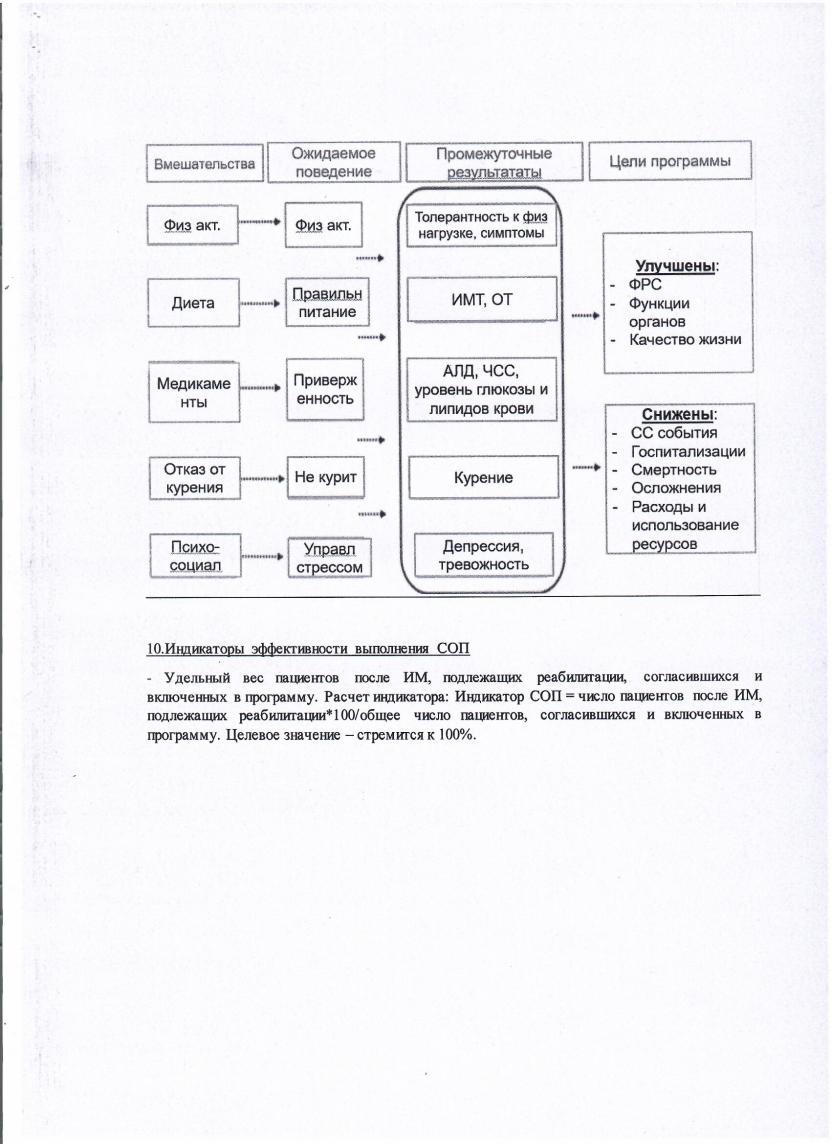 Вмешательства
Ожидаемое
поведение
Промежуточные
результататы
Цели программы
Физ акт.
Физ акт.
Толерантность к физ
нагрузке, симптомы
Диета
Правильн
питание
ИМТ, ОТ
Медикаме
нты
Приверж
енность
АЛД, ЧСС,
уровень глюкозы и
липидов крови
Отказ от
курения
Не курит
Курение
Психо-
социал
Управл
стрессом
Депрессия,
тревожность
Улучшены:
- ФРС
- Функции
органов
- Качество жизни
Снижены:
- СС события
- Госпитализации
- Смертность
- Осложнения
- Расходы и
использование
ресурсов
10.Индикаторы эффективности выполнения СОП
- Удельный вес пациентов после ИМ, подлежащих реабилитации, согласившихся и
включенных в программу. Расчет индикатора: Индикатор СОП = число пациентов после ИМ,
подлежащих реабилитации*100/общее число пациентов, согласившихся и включенных в
программу. Целевое значение – стремится к 100%.